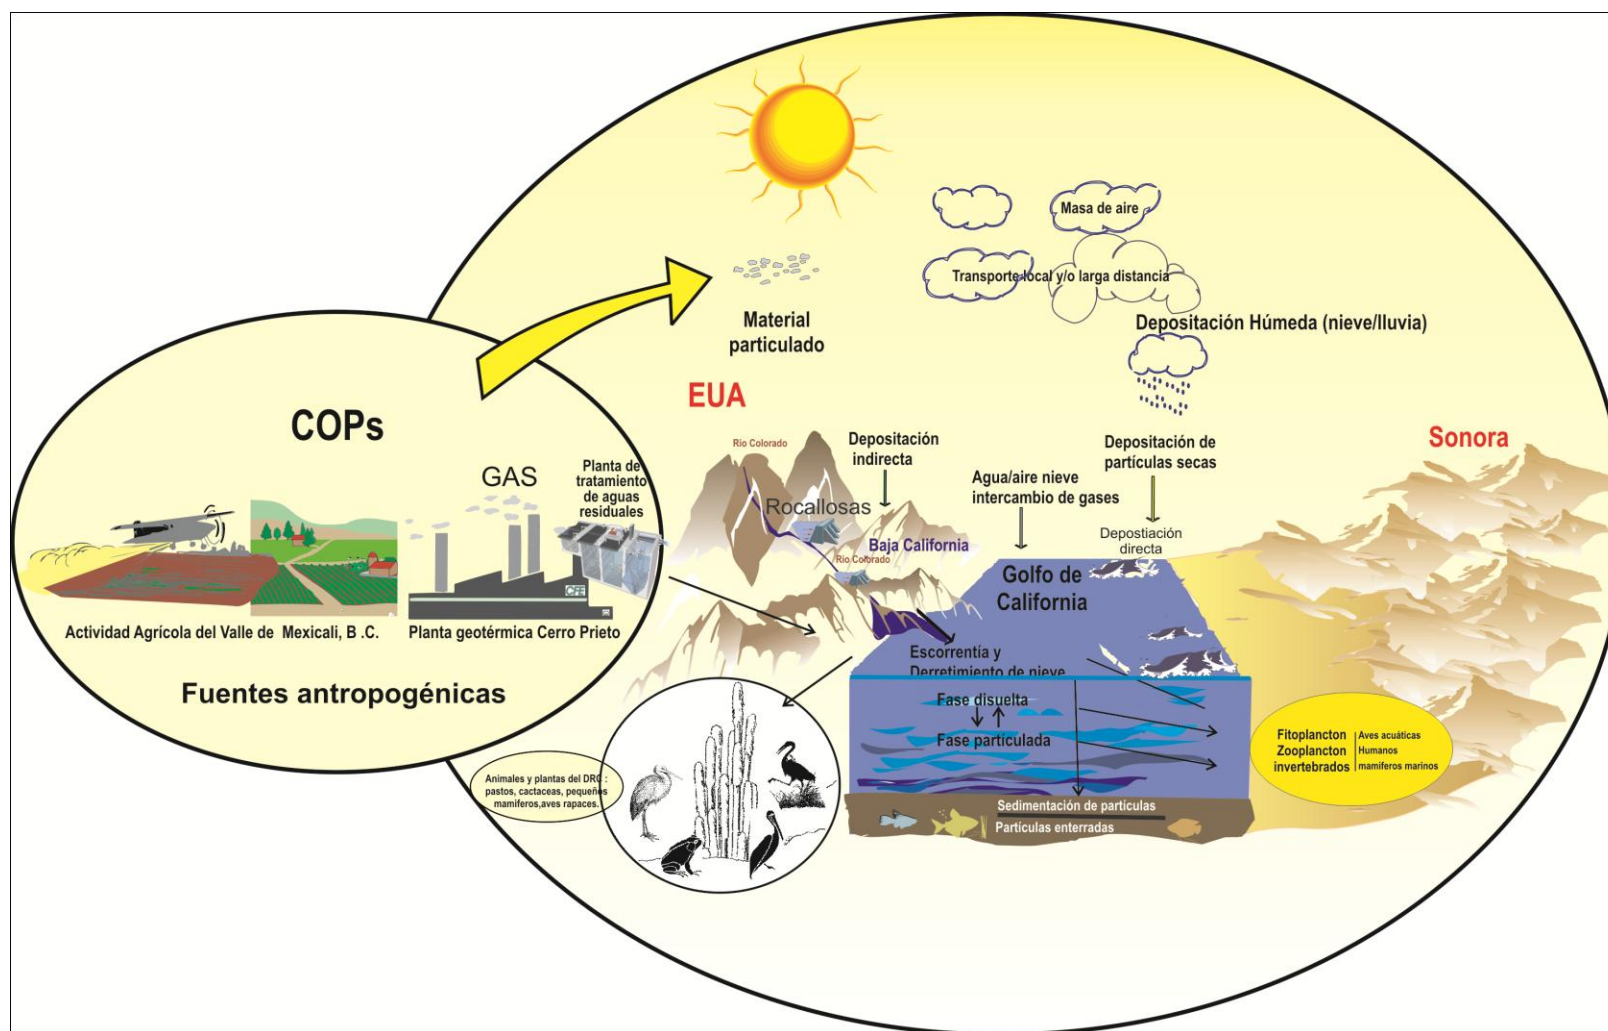 Masa de aire
Transporte local y/o larga distancia
Material
particulado
Depositación Húmeda (nieve/lluvia)
EUA
COPs
Rio Colorado
Depositación
indirecta
Depositación de
partículas secas
Sonora
GAS
Planta de
tratamiento
de aguas
residuales
Agua/aire nieve
intercambio de gases
Rocallosas
Baja California
Rio Colorado
Depostiación
directa
Golfo de
California
CFE
Actividad Agrícola del Valle de Mexicali, B .C.
Planta geotérmica Cerro Prieto
Escorrentía y
Derretimiento de nieve
Fuentes antropogénicas
Fase disuelta
Fase partículada
Fitoplancton
Zooplancton
invertebrados
Aves acuáticas
Humanos
mamíferos marinos
Animales y plantas del DRC :
pastos, cactaceas, pequeños
mamiferos,aves rapaces.
Sedimentación de partículas
Partículas enterradas